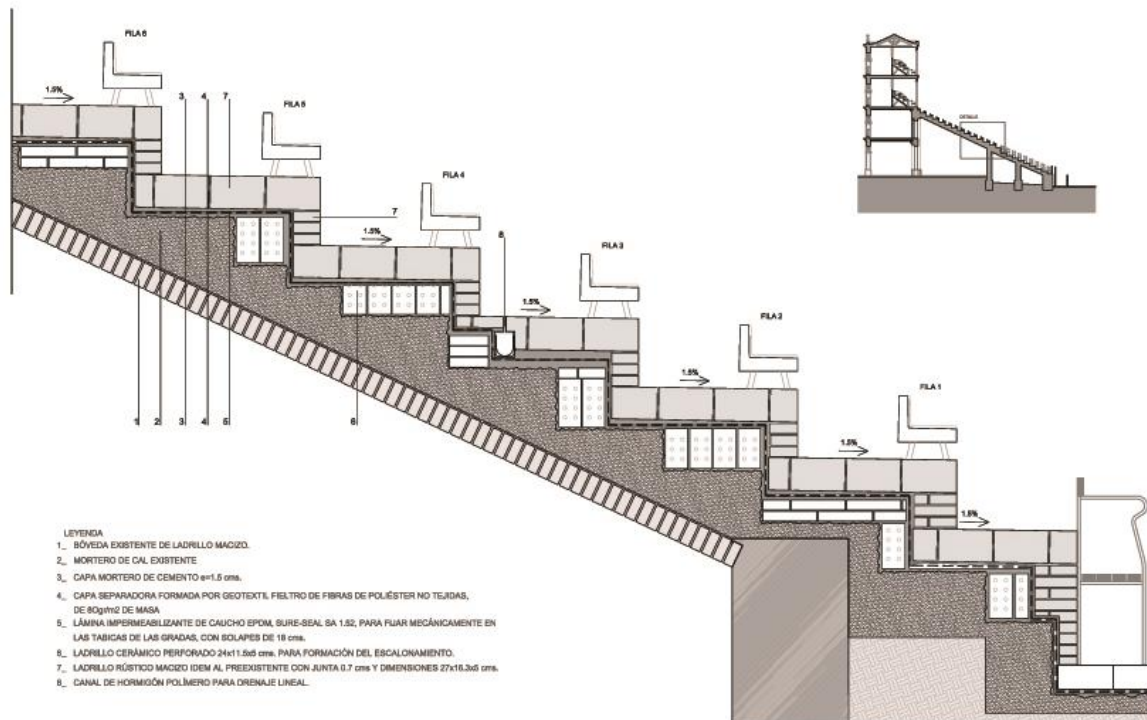 FILA 6
1.5%
3 4 7
FILA 5
FILA 4
7
1.5%
8
FILA 3
1.5%
FILA 2
1.5%
FILA 1
1.5%
1.5%
1 2 3 4 5 6
DETALLE
LEYENDA
1_ BÓVEDA EXISTENTE DE LADRILLO MACIZO.
2_ MORTERO DE CAL EXISTENTE
3_ CAPA MORTERO DE CEMENTO e=1.5 cms.
4_ CAPA SEPARADORA FORMADA POR GEOTEXTIL FIELTRO DE FIBRAS DE POLIÉSTER NO TEJIDAS,
DE 80gr/m2 DE MASA
5_ LÁMINA IMPERMEABILIZANTE DE CAUCHO EPDM, SURE-SEAL SA 1.52, PARA FIJAR MECÁNICAMENTE EN
LAS TABICAS DE LAS GRADAS, CON SOLAPES DE 18 cms.
6_ LADRILLO CERÁMICO PERFORADO 24x11.5x5 cms. PARA FORMACIÓN DEL ESCALONAMIENTO.
7_ LADRILLO RÚSTICO MACIZO IDEM AL PREEXISTENTE CON JUNTA 0.7 cms Y DIMENSIONES 27x16.3x5 cms.
8_ CANAL DE HORMIGÓN POLÍMERO PARA DRENAJE LINEAL.